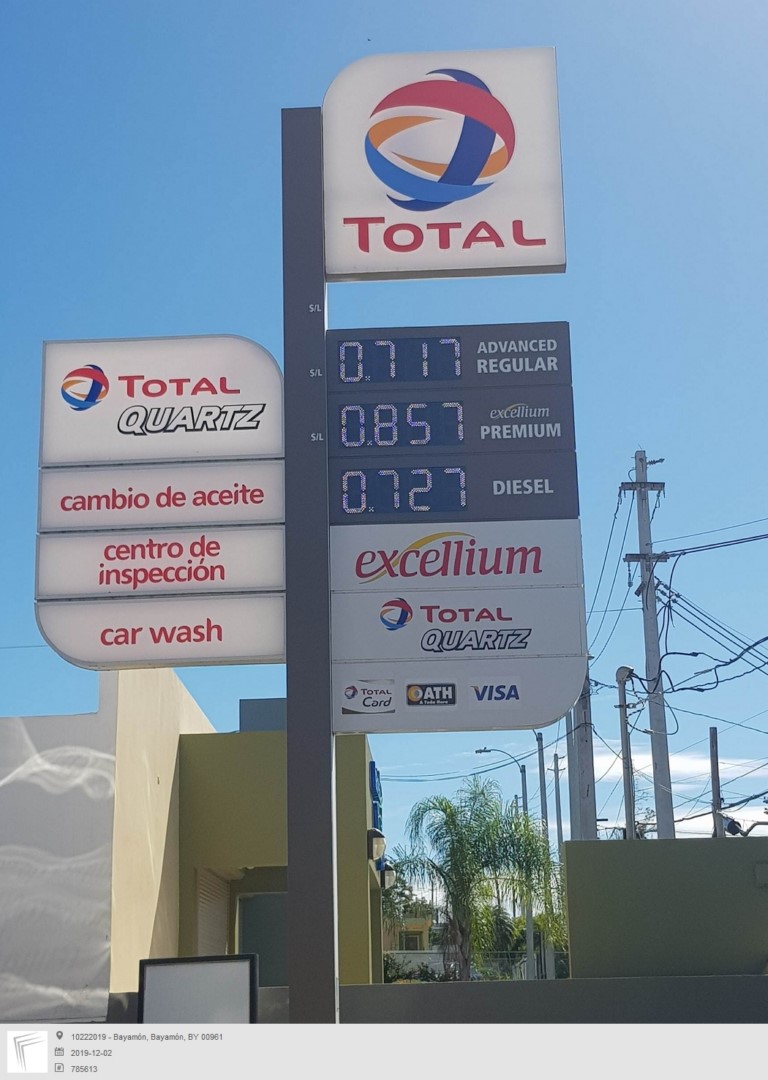 TOTAL
S/L
S/L
S/L
0.717
ADVANCED
REGULAR
0.857
excellium
PREMIUM
0.727
DIESEL
excellium
TOTAL
QUARTZ
TOTAL
Card
ATH
A Toda Hora
VISA
TOTAL
QUARTZ
cambio de aceite
centro de
inspección
car wash
10222019 - Bayamón, Bayamón, BY 00961
2019-12-02
785613